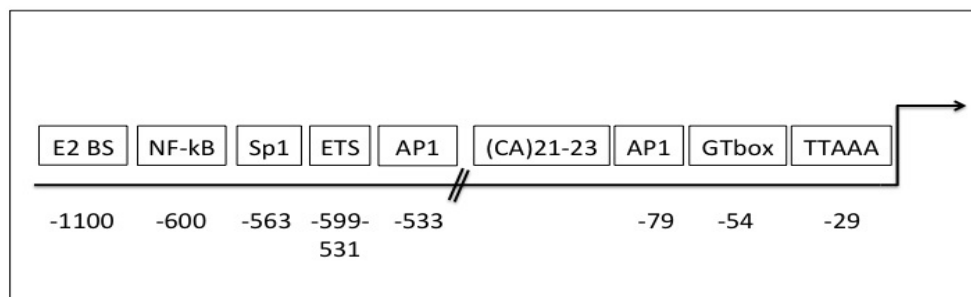 E2 BS NF-kB Sp1 ETS AP1 (CA)21-23 AP1 GTbox TTAAA
-1100 -600 -563 -599- -533 -79 -54 -29
531